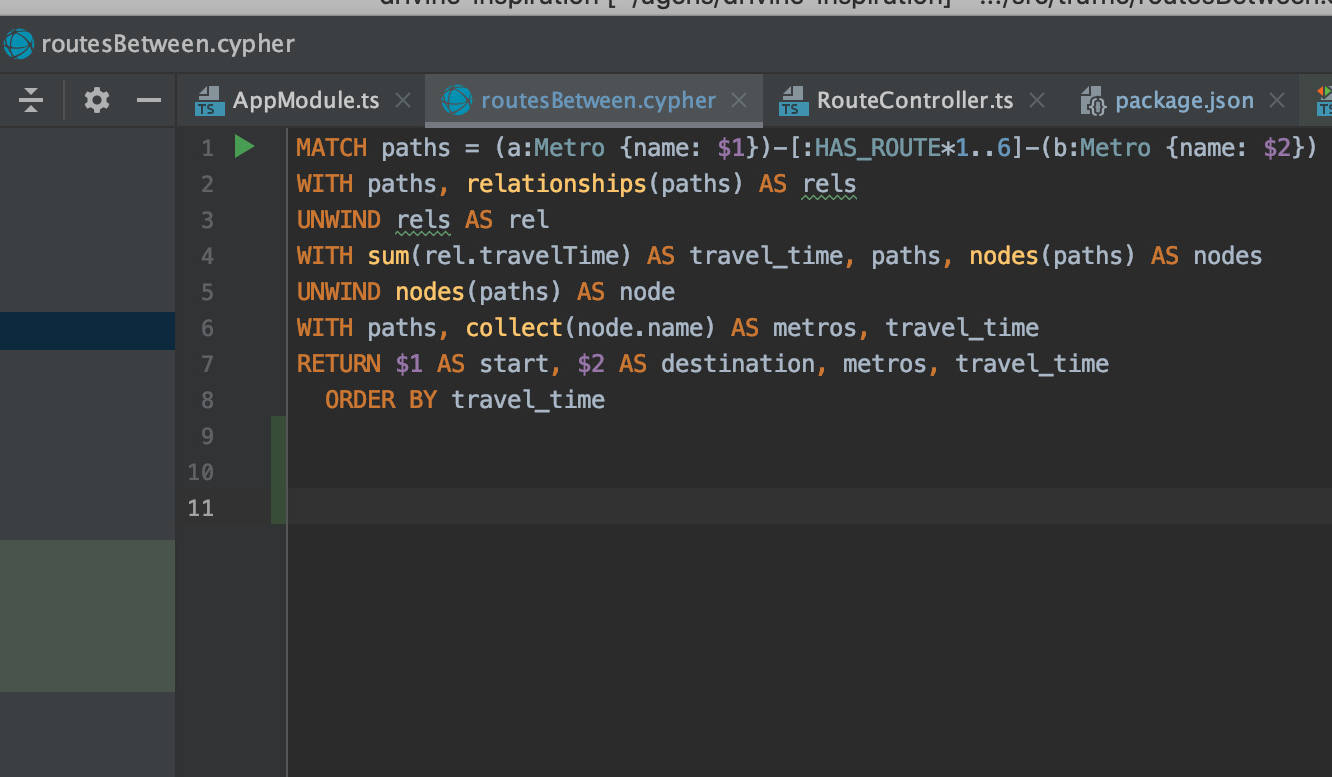 routesBetween.cypher
AppModule.ts
routesBetween.cypher
RouteController.ts
package.json
TS
TS
1 MATCH paths = (a:Metro {name: $1})-[:HAS_ROUTE*1..6]-(b:Metro {name: $2})
2 WITH paths, relationships(paths) AS rels
3 UNWIND rels AS rel
4 WITH sum(rel.travelTime) AS travel_time, paths, nodes(paths) AS nodes
5 UNWIND nodes(paths) AS node
6 WITH paths, collect(node.name) AS metros, travel_time
7 RETURN $1 AS start, $2 AS destination, metros, travel_time
8 ORDER BY travel_time
9
10
11